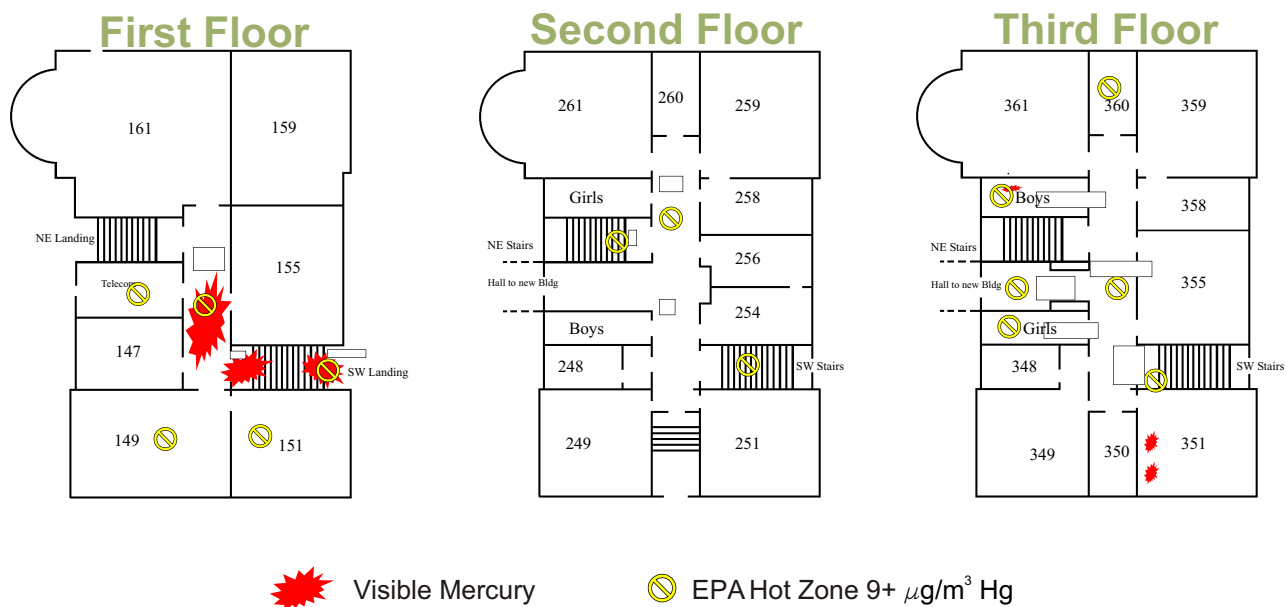 First Floor
161
159
NE Landing
155
Telecom
147
SW Landing
149
151
Second Floor
261
260
259
Girls
258
NE Stairs
256
Hall to new Bldg
254
Boys
248
SW Stairs
249
251
Third Floor
361
360
359
Boys
358
NE Stairs
355
Hall to new Bldg
Girls
348
SW Stairs
349
350
351
Visible Mercury
EPA Hot Zone 9+ μg/m³ Hg